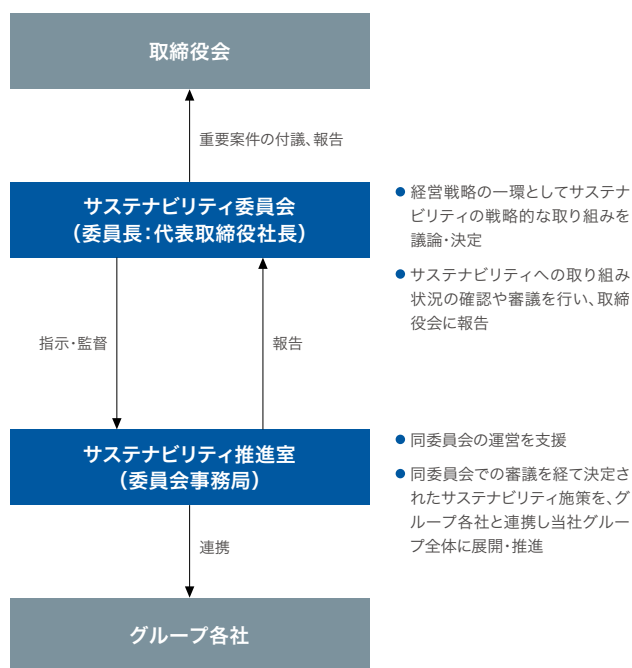 取締役会
重要案件の付議、報告
サステナビリティ委員会
（委員長：代表取締役社長）
● 経営戦略の一環としてサステナ
ビリティの戦略的な取り組みを
議論・決定
● サステナビリティへの取り組み
状況の確認や審議を行い、取締
役会に報告
指示・監督
報告
サステナビリティ推進室
（委員会事務局）
● 同委員会の運営を支援
● 同委員会での審議を経て決定さ
れたサステナビリティ施策を、グ
ループ各社と連携し当社グルー
プ全体に展開・推進
連携
グループ各社